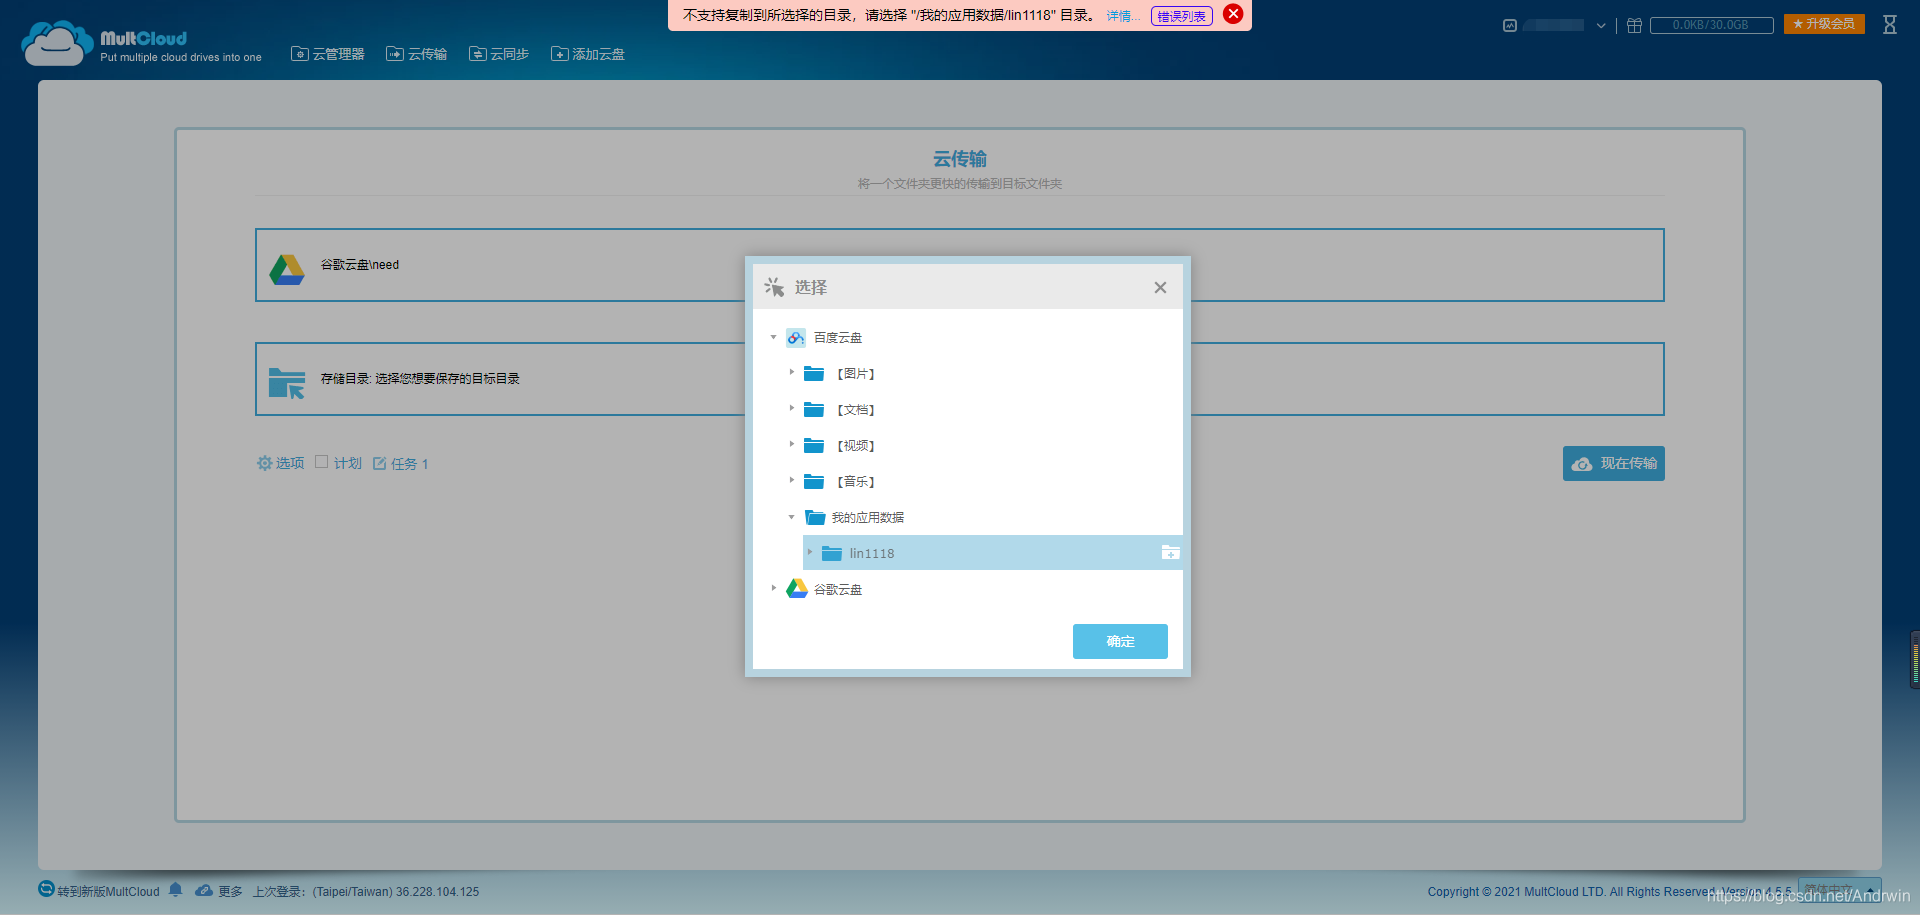 不支持复制到所选择的目录，请选择 "/我的应用数据/lin1118" 目录。 详情... 错误列表
MultCloud
Put multiple cloud drives into one
云管理器 云传输 云同步 添加云盘
0.0KB/30.0GB
升级会员
云传输
将一个文件夹更快的传输到目标文件夹
谷歌云盘\need
存储目录: 选择您想要保存的目标目录
选项 计划 任务 1
现在传输
选择
百度云盘
【图片】
【文档】
【视频】
【音乐】
我的应用数据
lin1118
谷歌云盘
确定
转到新版MultCloud 更多 上次登录：(Taipei/Taiwan) 36.228.104.125
Copyright © 2021 MultCloud LTD. All Rights Reserved. Version 4.5.5 简体中文
https://blog.csdn.net/Andrwin